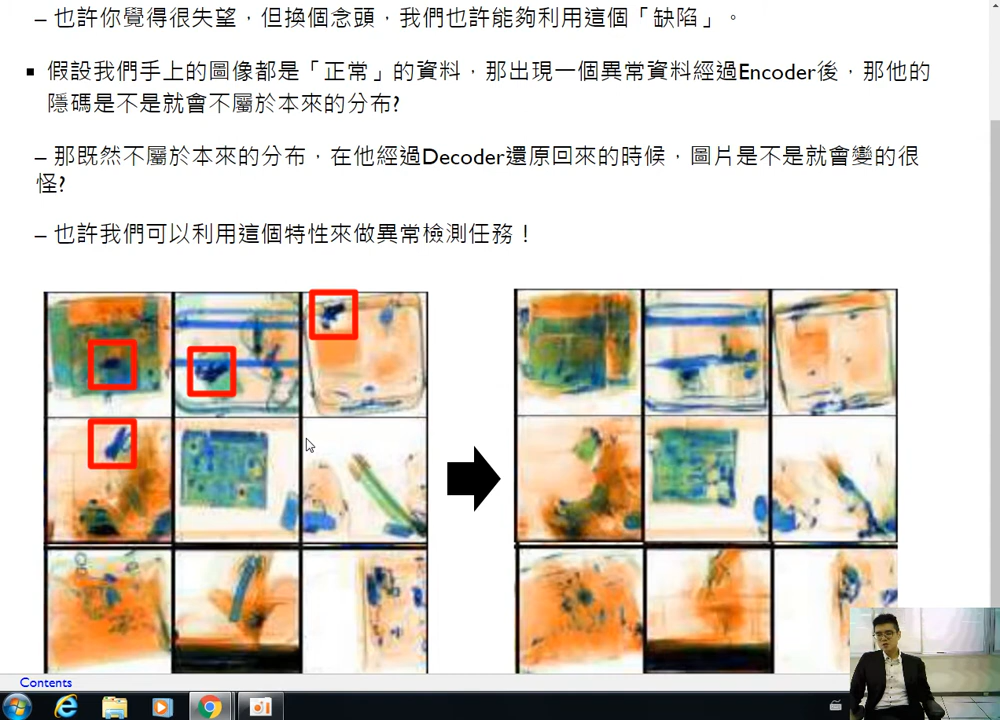 – 也許你覺得很失望，但換個念頭，我們也許能夠利用這個「缺陷」。
▪ 假設我們手上的圖像都是「正常」的資料，那出現一個異常資料經過Encoder後，那他的
隱碼是不是就會不屬於本來的分布?
– 那既然不屬於本來的分布，在他經過Decoder還原回來的時候，圖片是不是就會變的很
怪?
– 也許我們可以利用這個特性來做異常檢測任務！
Contents